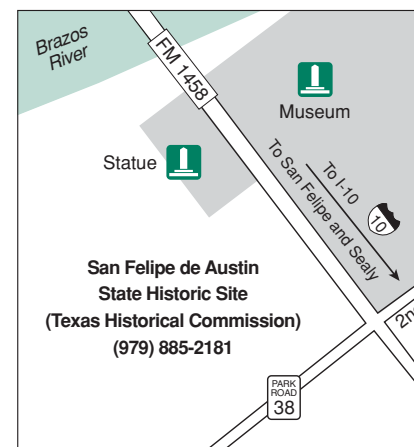 Brazos
River
FM 1458
Museum
Statue
To I-10
To San Felipe and Sealy
10
San Felipe de Austin
State Historic Site
(Texas Historical Commission)
(979) 885-2181
2n
PARK
ROAD
38